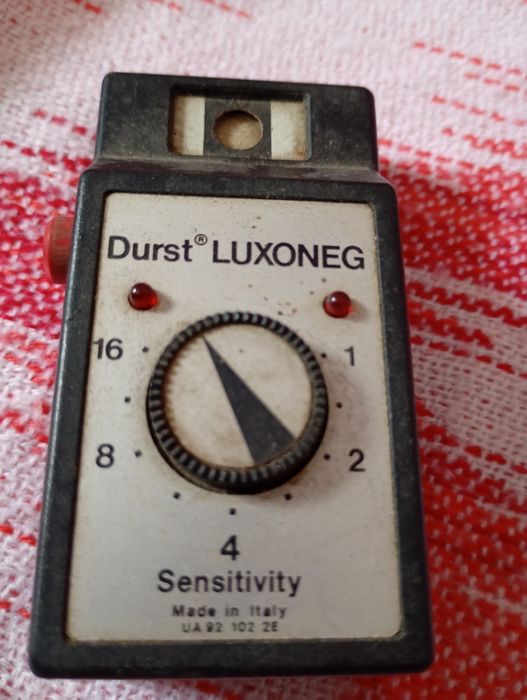 Durst® LUXONEG
16 1
8 2
4
Sensitivity
Made in Italy
UA 92 102 2E